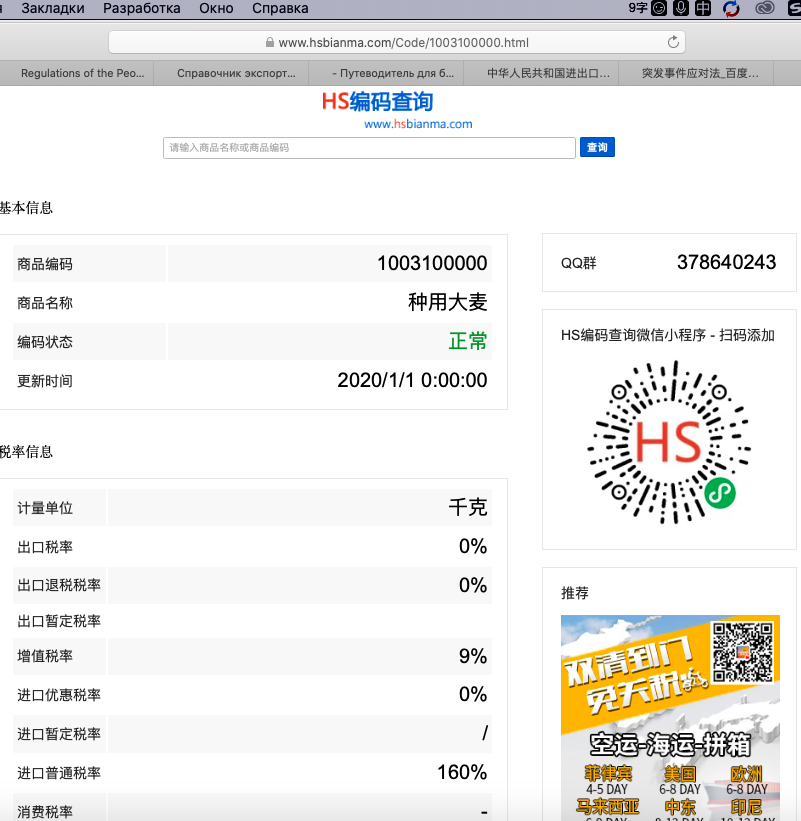 Закладки Разработка Окно Справка 9字 中
www.hsbianma.com/Code/1003100000.html
Regulations of the Peo... Справочник экспорт... - Путеводитель для б... 中华人民共和国进出口... 突发事件应对法_百度...
HS编码查询
www.hsbianma.com
请输入商品名称或商品编码 查询
基本信息
商品编码 1003100000
商品名称 种用大麦
编码状态 正常
更新时间 2020/1/1 0:00:00
税率信息
计量单位 千克
出口税率 0%
出口退税税率 0%
出口暂定税率
增值税率 9%
进口优惠税率 0%
进口暂定税率 /
进口普通税率 160%
消费税率 -
QQ群 378640243
HS编码查询微信小程序 - 扫码添加
HS
推荐
双清到门
免关税
空运-海运-拼箱
菲律宾 美国 欧洲
4-5 DAY 6-8 DAY 6-8 DAY
马来西亚 中东 印尼